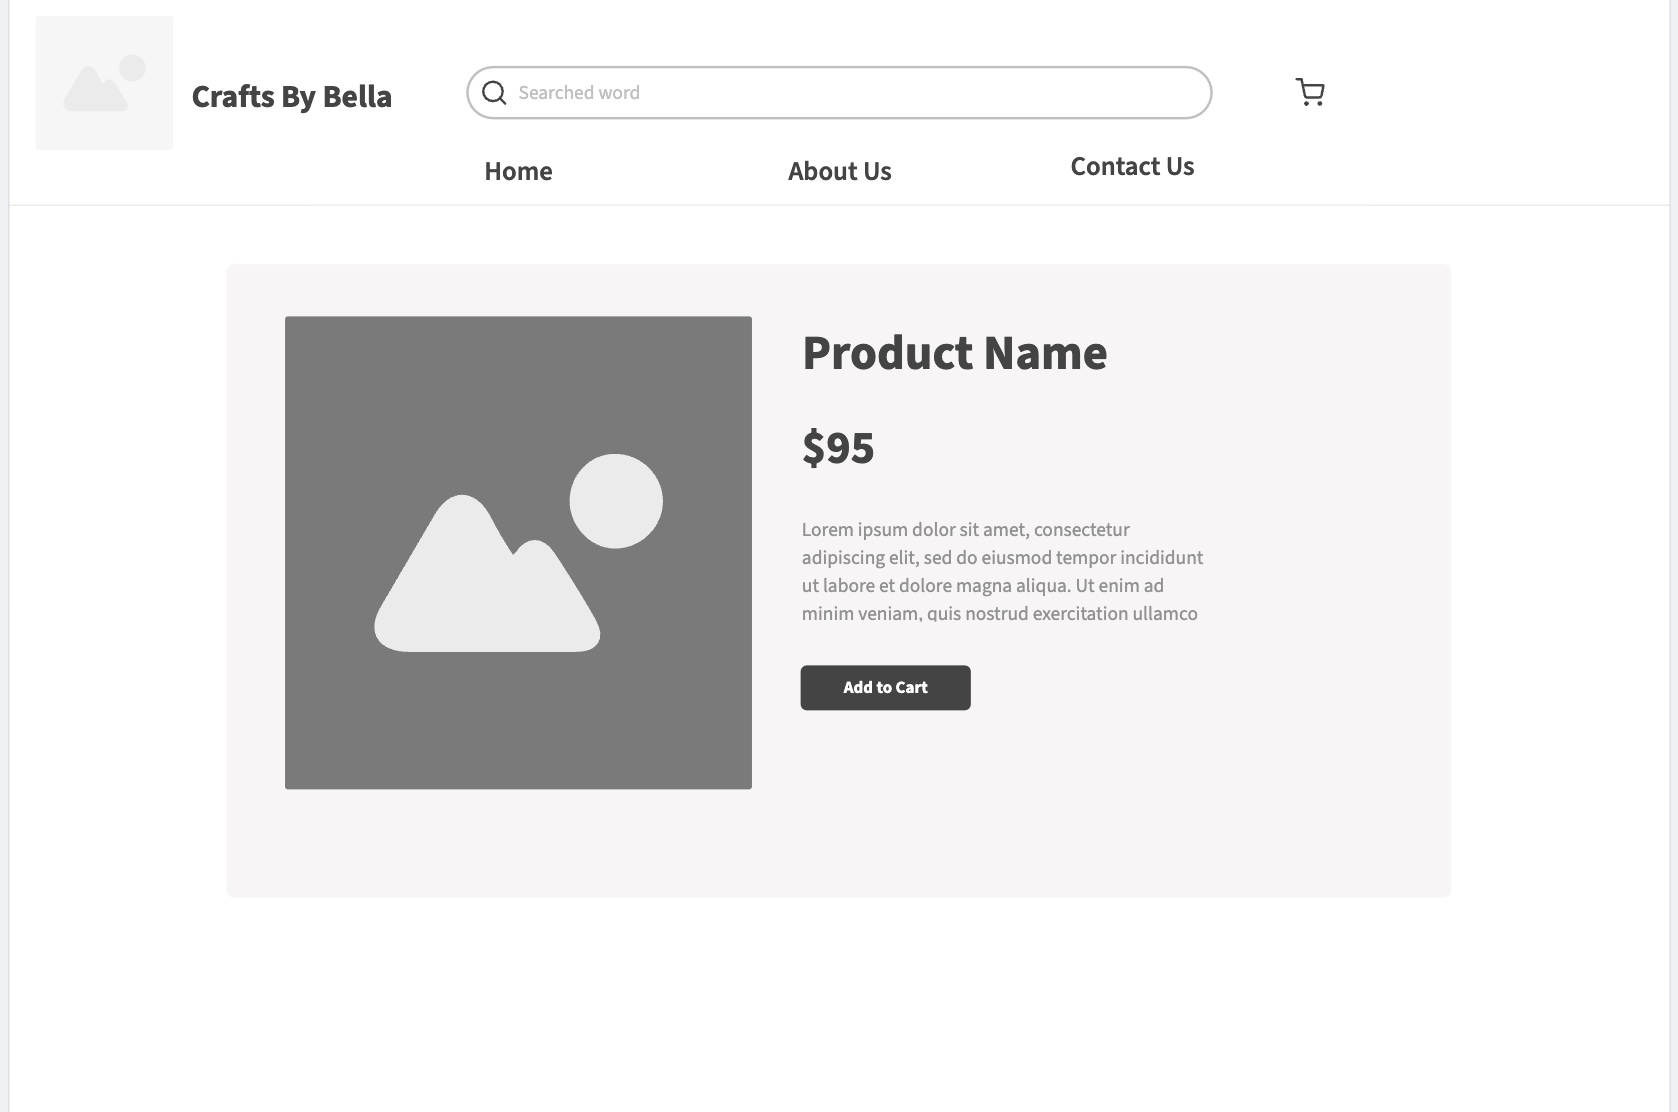 Crafts By Bella
Searched word
Home
About Us
Contact Us
Product Name
$95
Lorem ipsum dolor sit amet, consectetur
adipiscing elit, sed do eiusmod tempor incididunt
ut labore et dolore magna aliqua. Ut enim ad
minim veniam, quis nostrud exercitation ullamco
Add to Cart